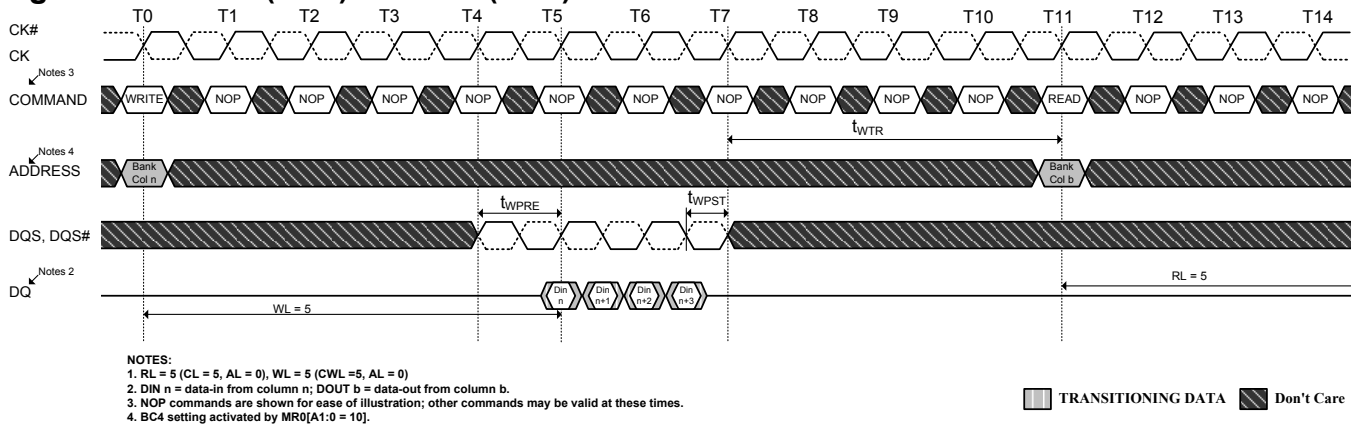 T0 T1 T2 T3 T4 T5 T6 T7 T8 T9 T10 T11 T12 T13 T14
CK#
CK
Notes 3
COMMAND WRITE NOP NOP NOP NOP NOP NOP NOP NOP NOP NOP READ NOP NOP NOP
tWTR
Notes 4
ADDRESS
Bank
Col n
Bank
Col b
tWPRE tWPST
DQS, DQS#
Notes 2
DQ
Din
n
Din
n+1
Din
n+2
Din
n+3
RL = 5
WL = 5
NOTES:
1. RL = 5 (CL = 5, AL = 0), WL = 5 (CWL =5, AL = 0)
2. DIN n = data-in from column n; DOUT b = data-out from column b.
3. NOP commands are shown for ease of illustration; other commands may be valid at these times.
4. BC4 setting activated by MR0[A1:0 = 10].
TRANSITIONING DATA Don't Care